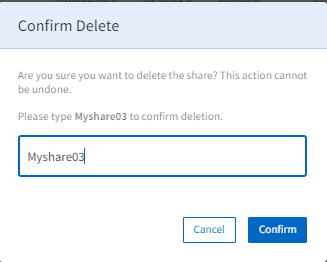 Confirm Delete
Are you sure you want to delete the share? This action cannot
be undone.
Please type Myshare03 to confirm deletion.
Myshare03
Cancel Confirm